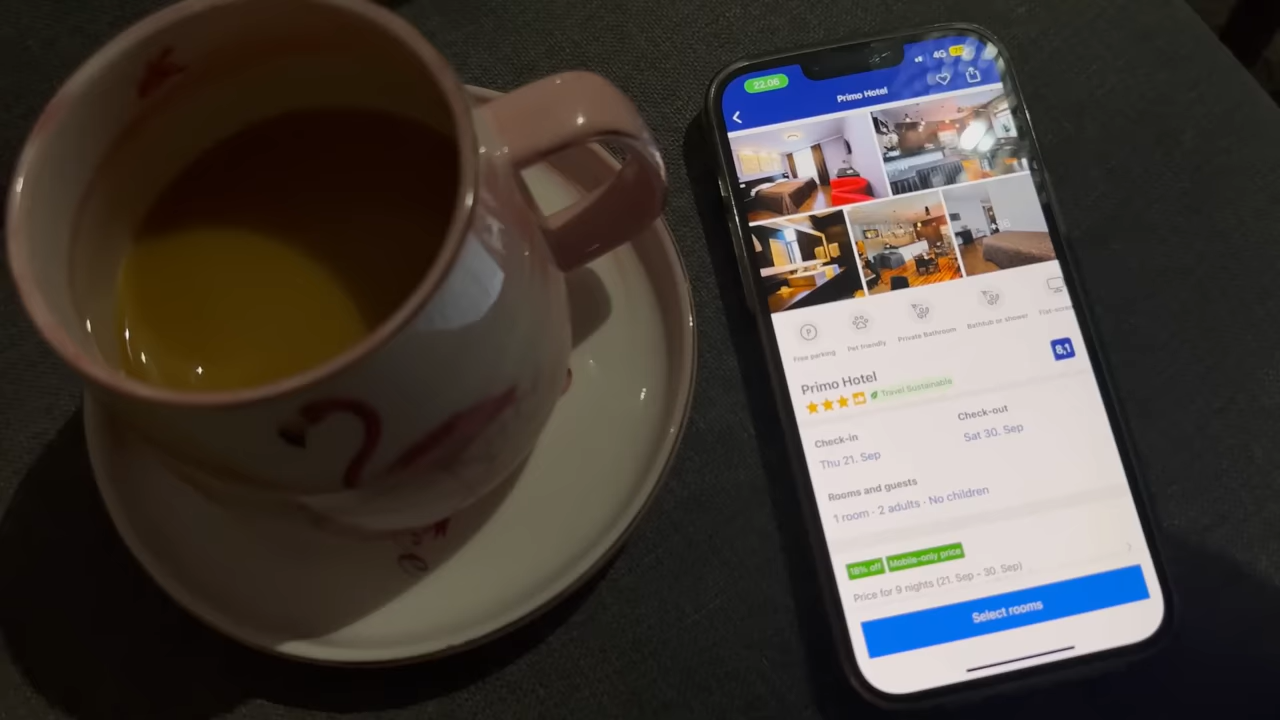 22.06
4G
Primo Hotel
P
Free parking
Pet friendly
Private Bathroom
Bathtub or shower
8,1
Primo Hotel
Travel Sustainable
Check-in
Check-out
Thu 21. Sep
Sat 30. Sep
Rooms and guests
1 room · 2 adults · No children
18% off
Mobile-only price
Price for 9 nights (21. Sep - 30. Sep)
Select rooms